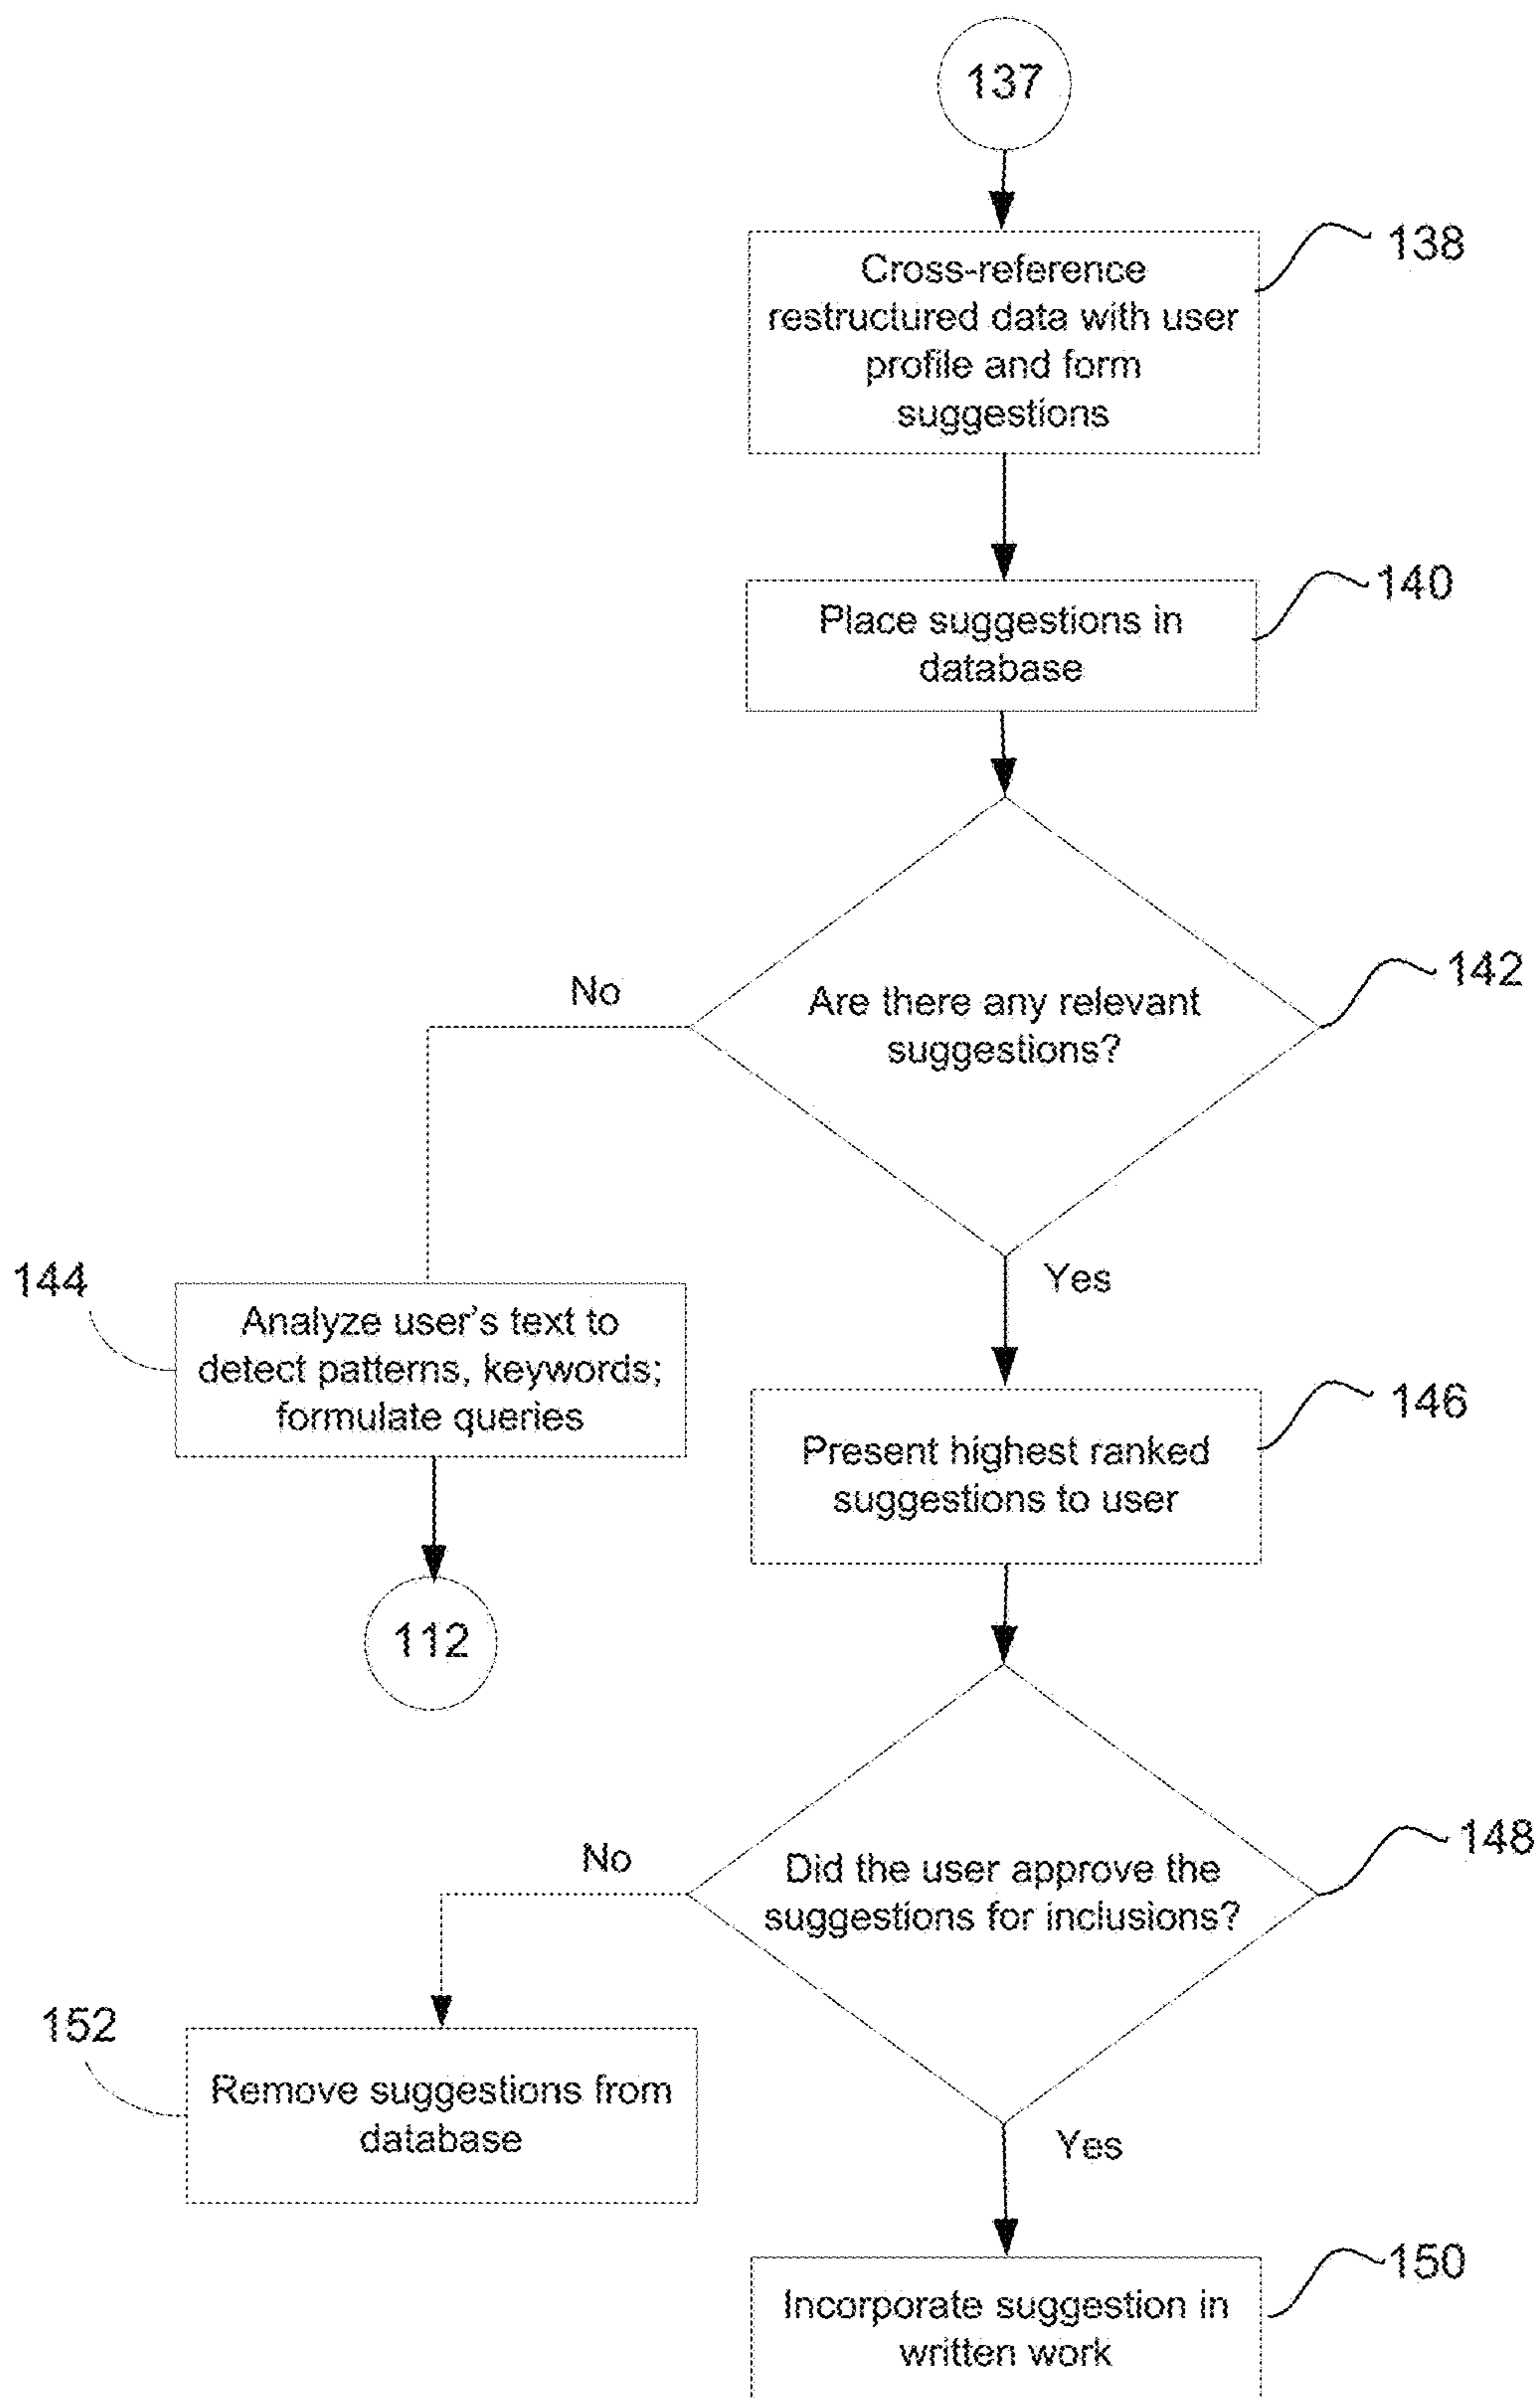 137
138
Cross-reference
restructured data with user
profile and form
suggestions
140
Place suggestions in
database
142
No
Are there any relevant
suggestions?
Yes
144
Analyze user's text to
detect patterns, keywords;
formulate queries
146
Present highest ranked
suggestions to user
112
148
No
Did the user approve the
suggestions for inclusions?
152
Remove suggestions from
database
Yes
150
Incorporate suggestion in
written work